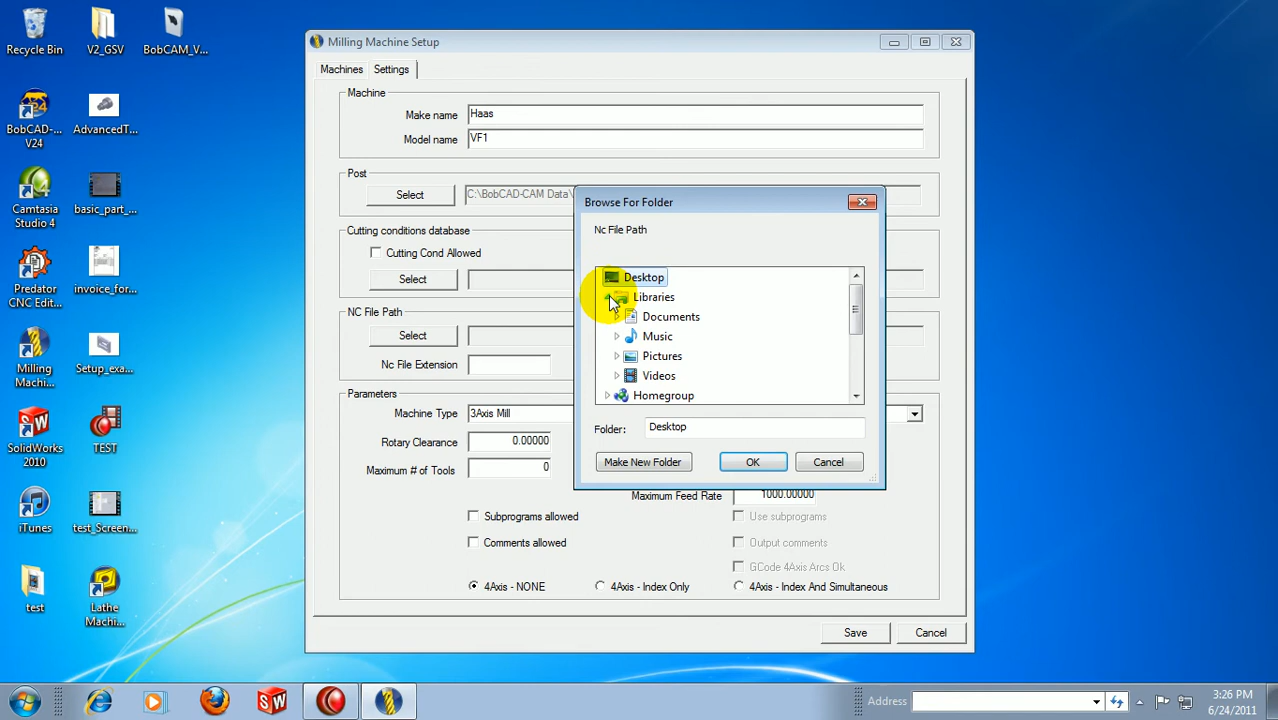 Recycle Bin
V2_GSV
BobCAM_V...
BobCAD-...
V24
AdvancedT...
Camtasia
Studio 4
basic_part_...
Predator
CNC Edit...
invoice_for...
Milling
Machin...
Setup_exa...
SolidWorks
2010
TEST
iTunes
test_Screen...
test
Lathe
Machi...
Milling Machine Setup
Machines
Settings
Machine
Make name
Haas
Model name
VF1
Post
Select
C:\BobCAD-CAM Data\
Cutting conditions database
Cutting Cond Allowed
Select
NC File Path
Select
Nc File Extension
Parameters
Machine Type
3Axis Mill
Rotary Clearance
0.00000
Maximum # of Tools
0
Maximum Feed Rate
1000.00000
Subprograms allowed
Use subprograms
Comments allowed
Output comments
GCode 4Axis Arcs Ok
4Axis - NONE
4Axis - Index Only
4Axis - Index And Simultaneous
Save
Cancel
Browse For Folder
Nc File Path
Desktop
Libraries
Documents
Music
Pictures
Videos
Homegroup
Folder:
Desktop
Make New Folder
OK
Cancel
Address
3:26 PM
6/24/2011